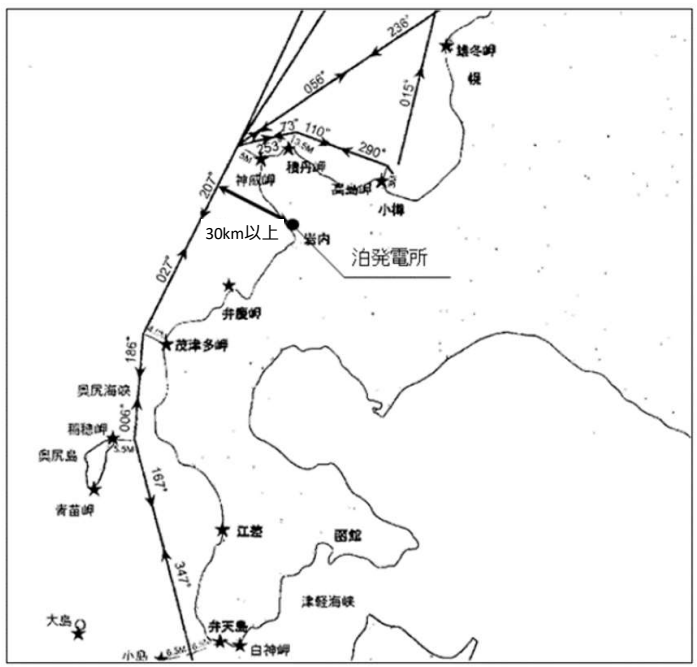 236°
雄冬岬
幌
056°
015°
73°
110°
3.5M
290°
253
5M
積丹岬
神威岬
高島岬
小樽
207°
30km以上
岩内
泊発電所
027°
弁慶岬
茂津多岬
186°
奥尻海峡
006°
稲穂岬
5.5M
奥尻島
青苗岬
167°
江差
函館
347°
津軽海峡
大島
弁天島
小島
6.5M
白神岬